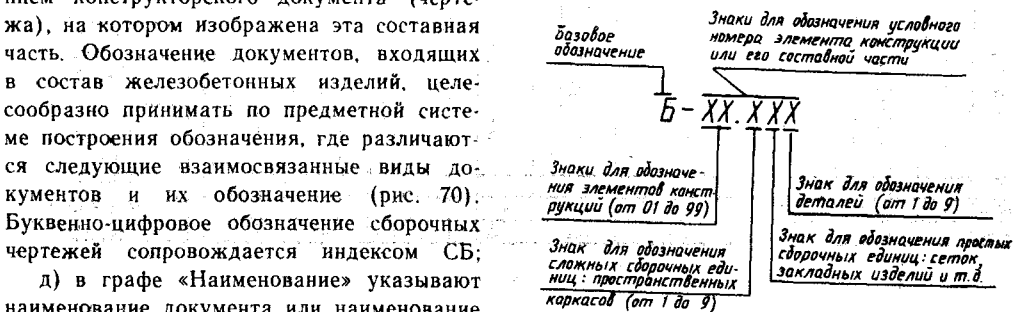 нием конструкторского документа (черте-
жа), на котором изображена эта составная
часть. Обозначение документов, входящих
в состав железобетонных изделий, целе-
сообразно принимать по предметной систе-
ме построения обозначения, где различают-
ся следующие взаимосвязанные виды до-
кументов и их обозначение (рис. 70).
Буквенно-цифровое обозначение сборочных
чертежей сопровождается индексом СБ;
д) в графе «Наименование» указывают
наименование документа или наименование
Базовое
обозначение
Знаки для обозначения условного
номера элемента конструкции
или его составной части
Б - XX.XXX
Знаки для обозначе-
ния элементов конст-
рукций (от 01 до 99)
Знак для обозначения
деталей (от 1 до 9)
Знак для обозначения
сложных сборочных еди-
ниц: пространственных
каркасов (от 1 до 9)
Знак для обозначения простых
сборочных единиц: сеток,
закладных изделий и т.д.